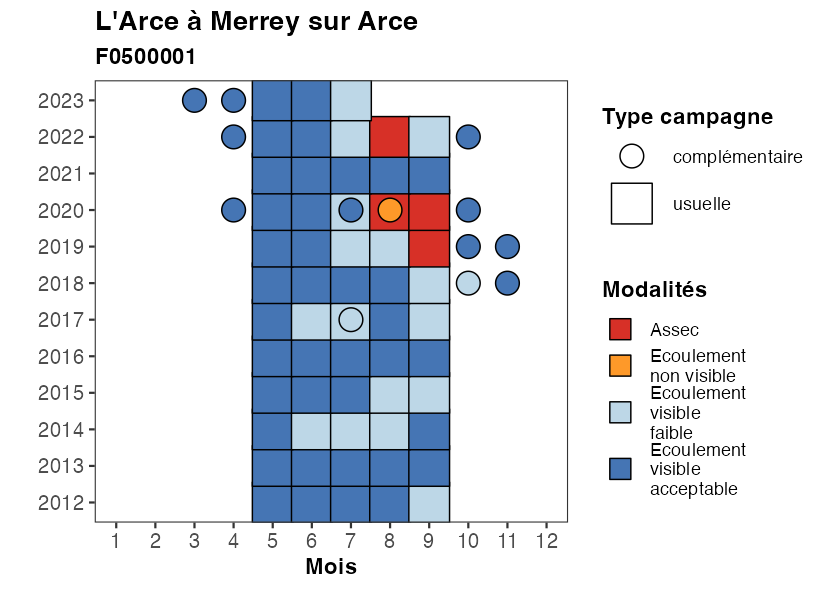 L'Arce à Merrey sur Arce
F0500001
2023
2022
2021
2020
2019
2018
2017
2016
2015
2014
2013
2012
1 2 3 4 5 6 7 8 9 10 11 12
Mois
Type campagne
complémentaire
usuelle
Modalités
Assec
Ecoulement
non visible
Ecoulement
visible
faible
Ecoulement
visible
acceptable